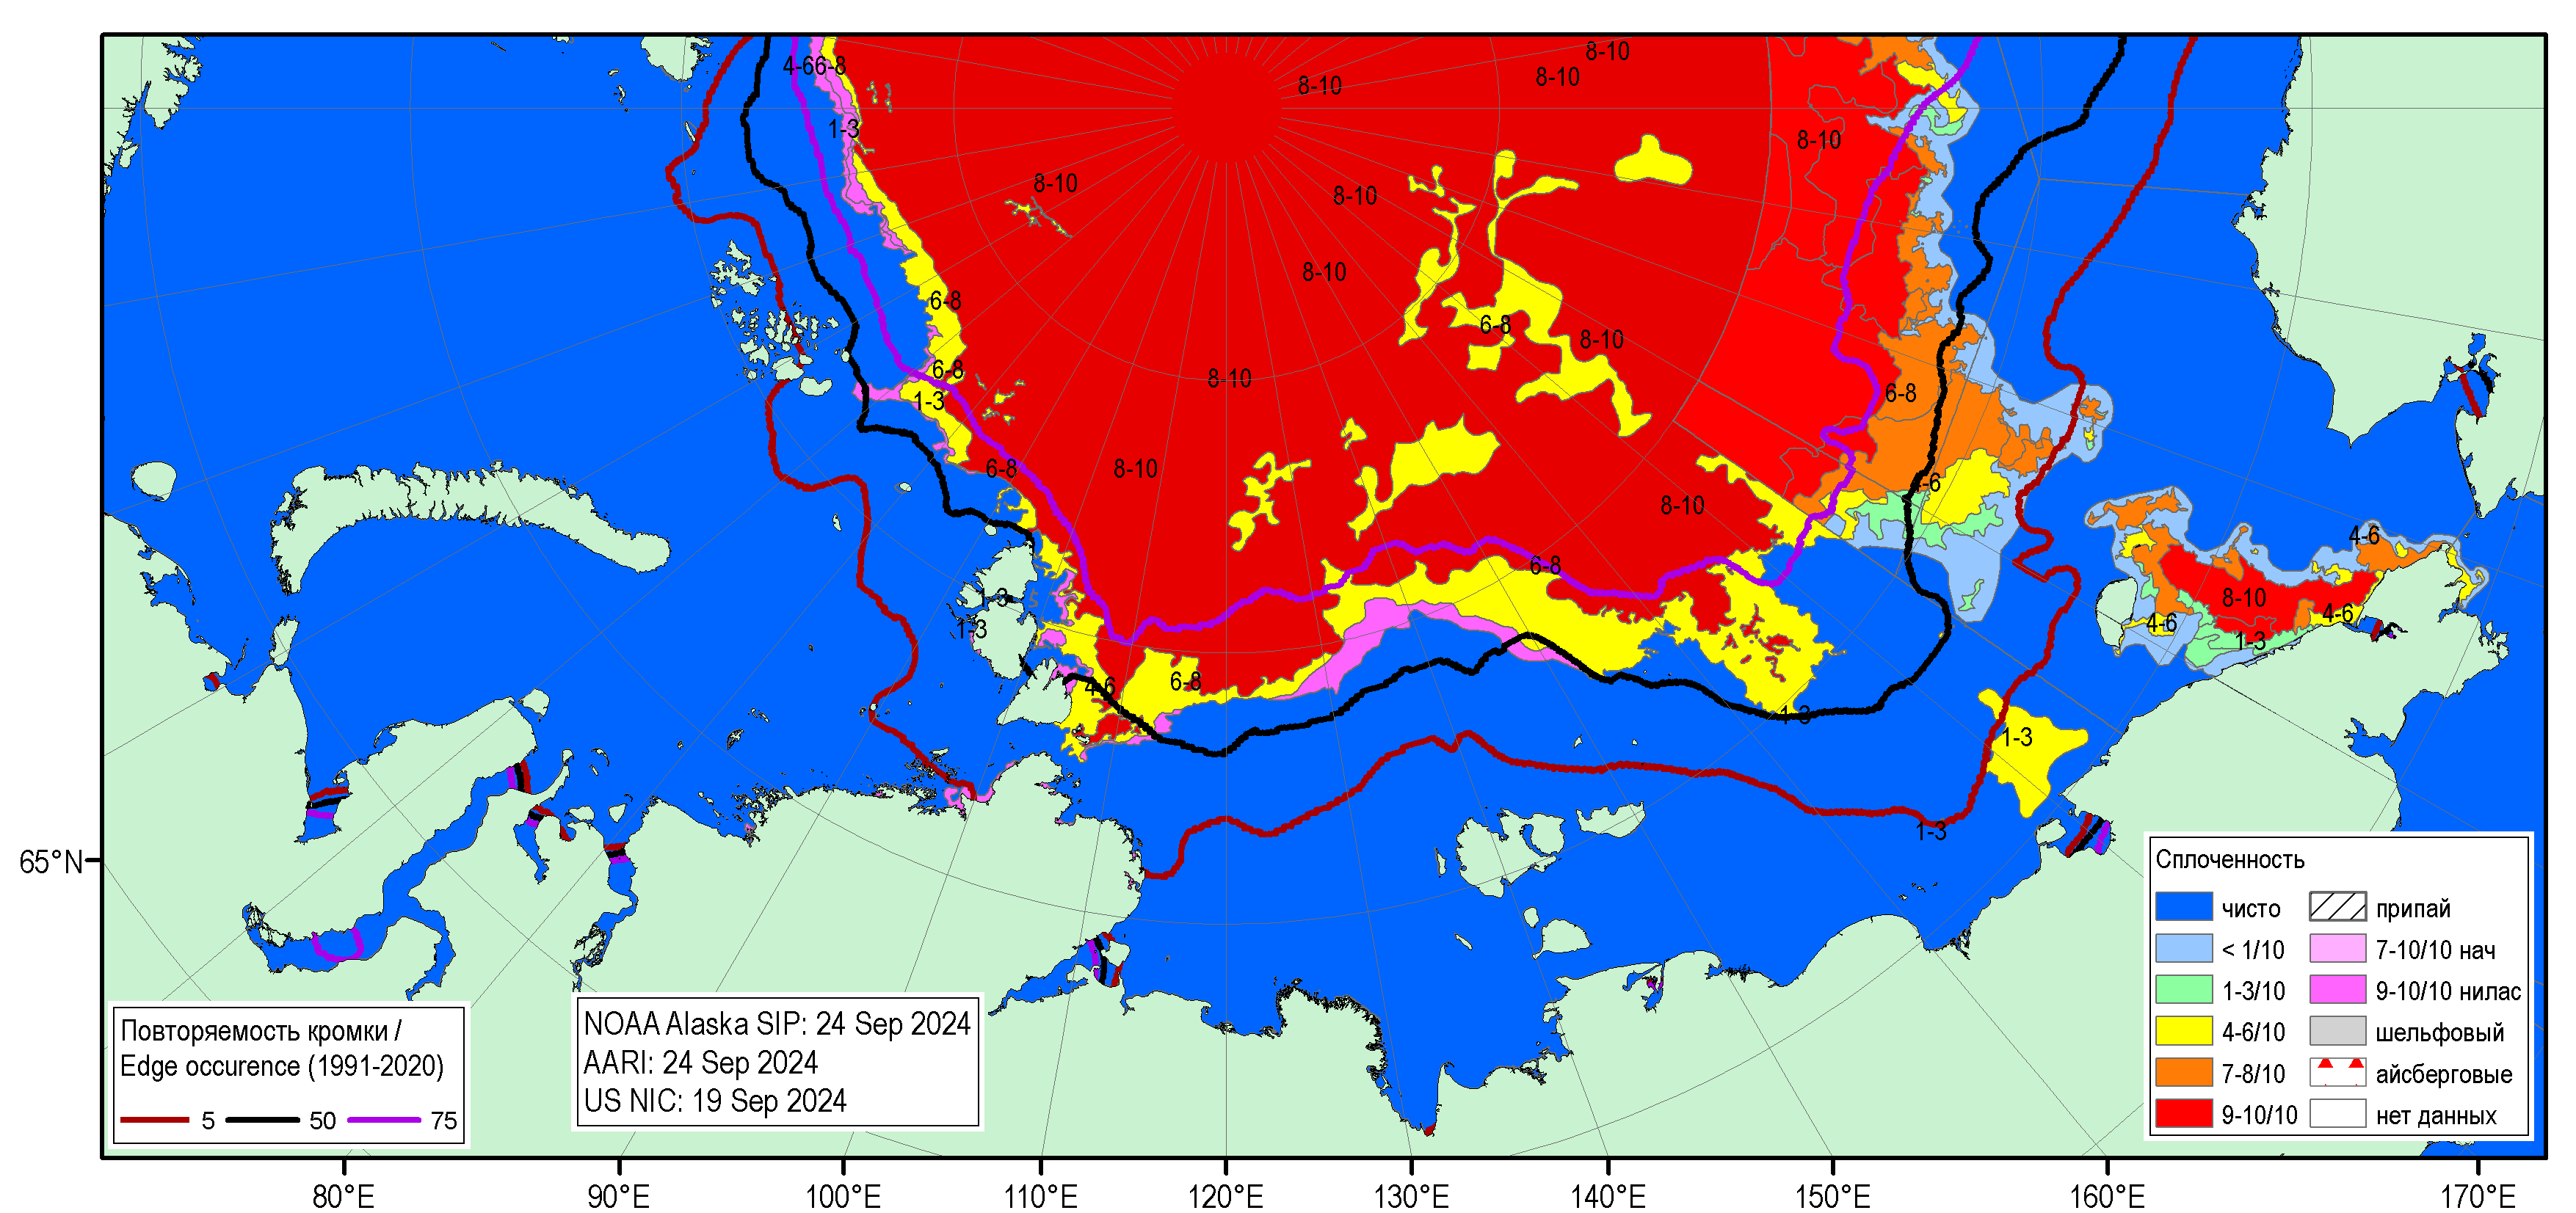 4-66-8
8-10
8-10
8-10
1-3
8-10
8-10
8-10
8-10
6-8
6-8
8-10
6-8
8-10
6-8
1-3
6-8
8-10
4-6
8-10
4-6
6-8
1-3
8-10
4-6
4-6
1-3
1-3
4-6
6-8
1-3
1-3
1-3
65°N
Повторяемость кромки /
Edge occurence (1991-2020)
5 50 75
NOAA Alaska SIP: 24 Sep 2024
AARI: 24 Sep 2024
US NIC: 19 Sep 2024
Сплоченность
чисто припай
< 1/10 7-10/10 нач
1-3/10 9-10/10 нилас
4-6/10 шельфовый
7-8/10 айсберговые
9-10/10 нет данных
80°E 90°E 100°E 110°E 120°E 130°E 140°E 150°E 160°E 170°E